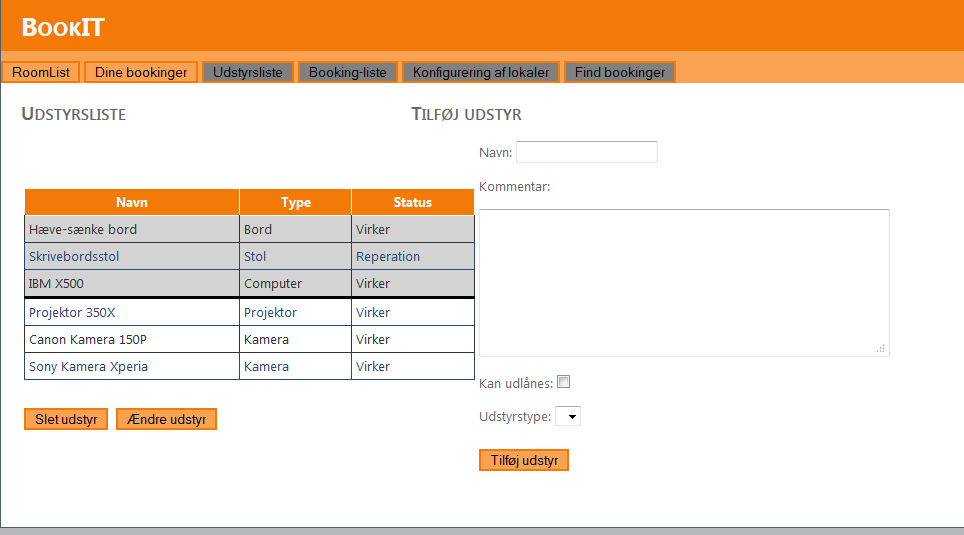 BookIT
RoomList Dine bookinger Udstyrsliste Booking-liste Konfigurering af lokaler Find bookinger
Udstyrsliste
Navn Type Status
Hæve-sænke bord Bord Virker
Skrivebordsstol Stol Reperation
IBM X500 Computer Virker
Projektor 350X Projektor Virker
Canon Kamera 150P Kamera Virker
Sony Kamera Xperia Kamera Virker
Slet udstyr Ændre udstyr
Tilføj udstyr
Navn:
Kommentar:
Kan udlånes:
Udstyrstype:
Tilføj udstyr